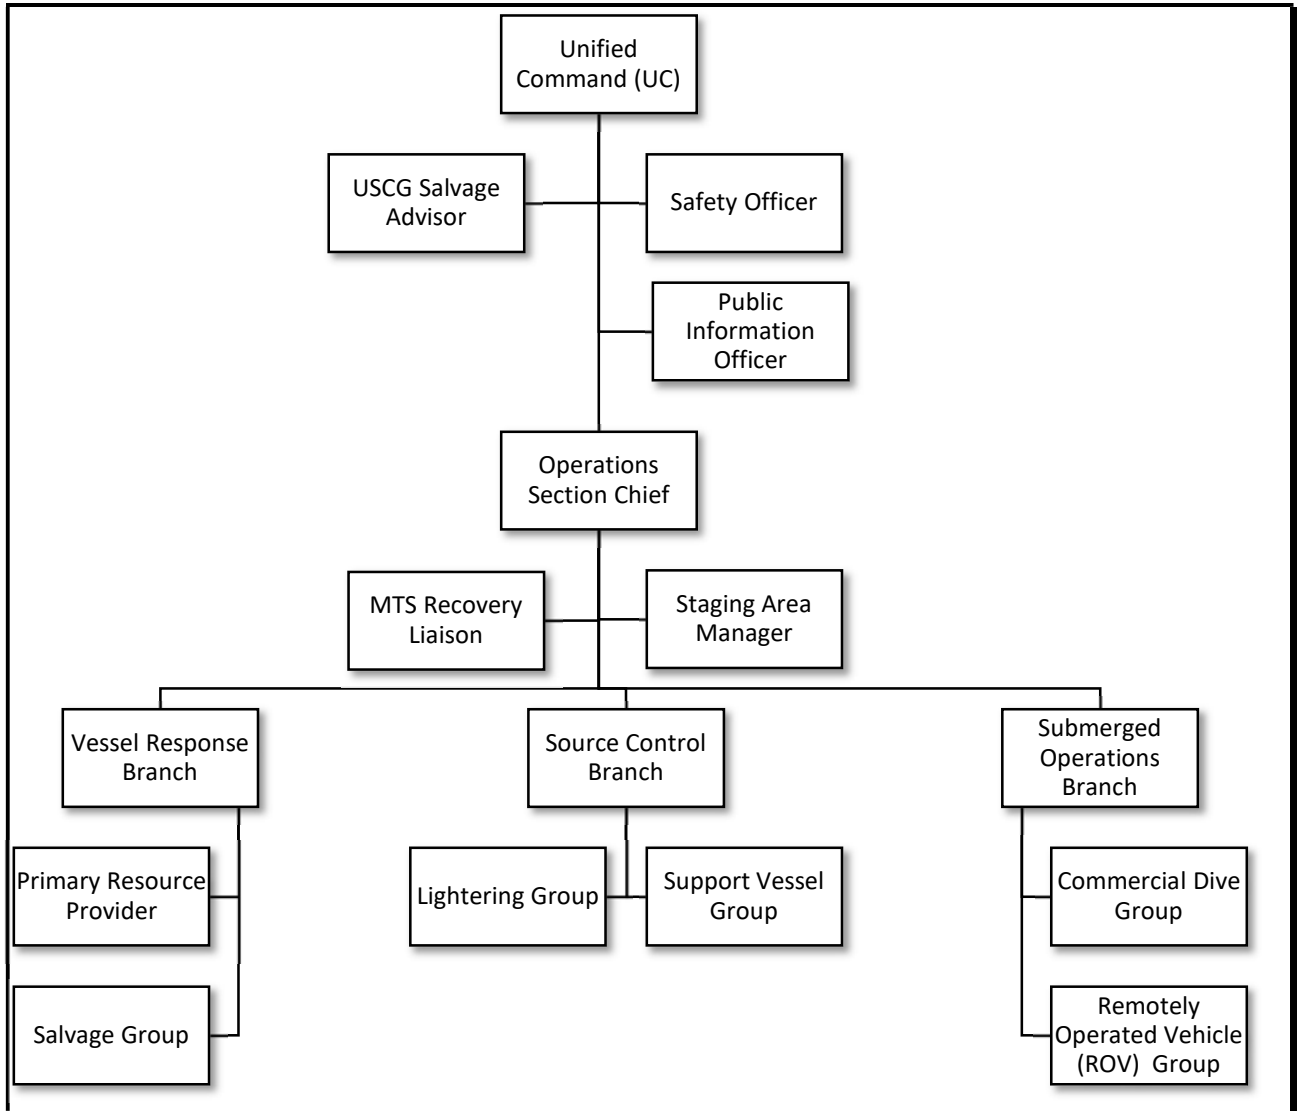 Unified
Command (UC)
USCG Salvage
Advisor
Safety Officer
Public
Information
Officer
Operations
Section Chief
MTS Recovery
Liaison
Staging Area
Manager
Vessel Response
Branch
Source Control
Branch
Submerged
Operations
Branch
Primary Resource
Provider
Lightering Group
Support Vessel
Group
Commercial Dive
Group
Salvage Group
Remotely
Operated Vehicle
(ROV) Group